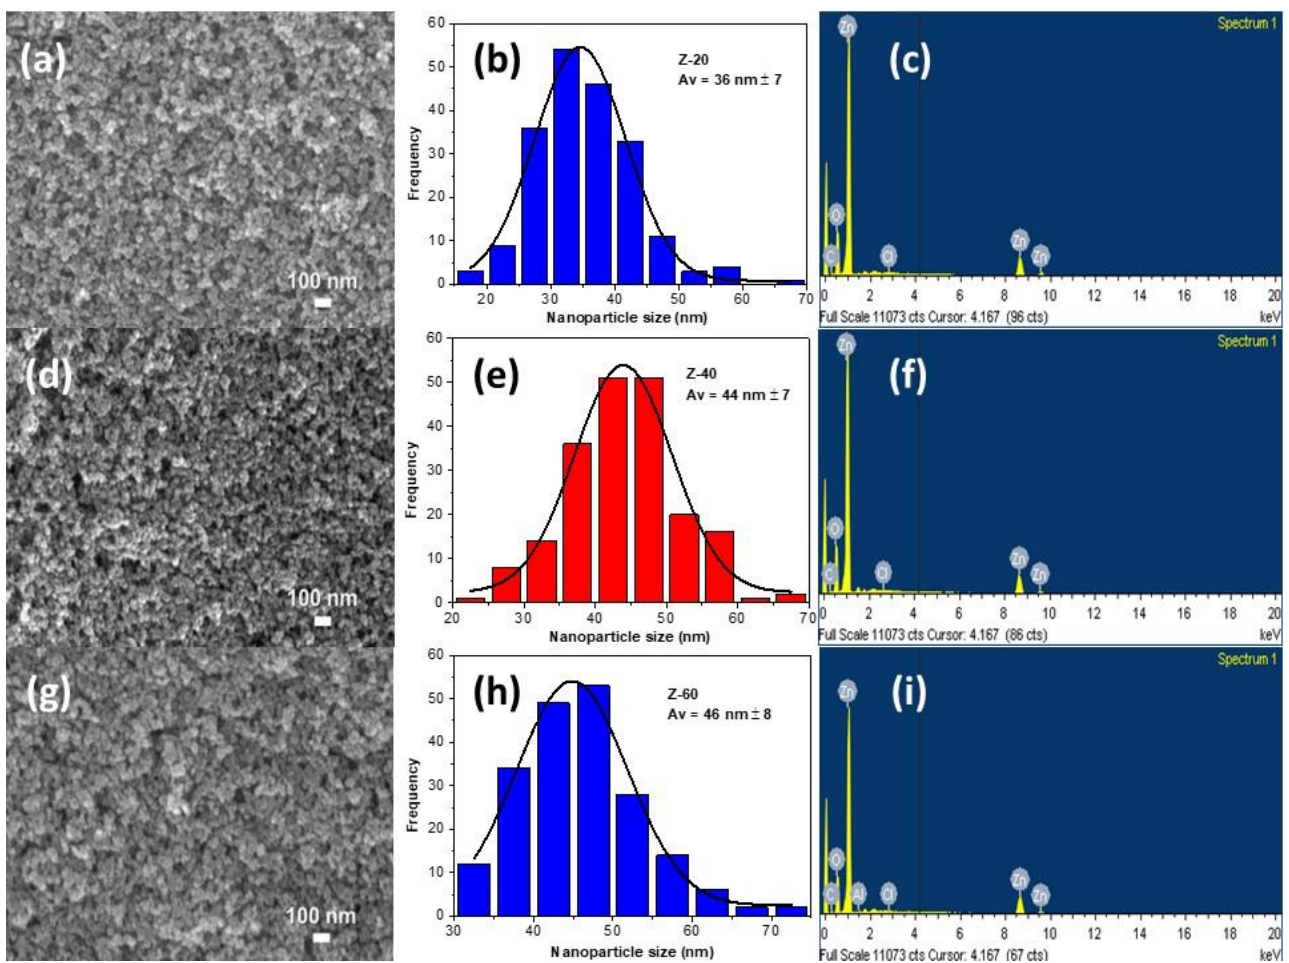 (a)
100 nm
(b)
Z-20
Av = 36 nm ± 7
Frequency
60
50
40
30
20
10
0
20 30 40 50 60 70
Nanoparticle size (nm)
(c)
Spectrum 1
Zn
O
C
Cl
Zn
Zn
0 2 4 6 8 10 12 14 16 18 20
Full Scale 11073 cts Cursor: 4.167 (96 cts) keV
(d)
100 nm
(e)
Z-40
Av = 44 nm ± 7
Frequency
60
50
40
30
20
10
0
20 30 40 50 60 70
Nanoparticle size (nm)
(f)
Spectrum 1
Zn
O
C
Cl
Zn
Zn
0 2 4 6 8 10 12 14 16 18 20
Full Scale 11073 cts Cursor: 4.167 (86 cts) keV
(g)
100 nm
(h)
Z-60
Av = 46 nm ± 8
Frequency
60
50
40
30
20
10
0
30 40 50 60 70
Nanoparticle size (nm)
(i)
Spectrum 1
Zn
O
C
Al
Cl
Zn
Zn
0 2 4 6 8 10 12 14 16 18 20
Full Scale 11073 cts Cursor: 4.167 (67 cts) keV